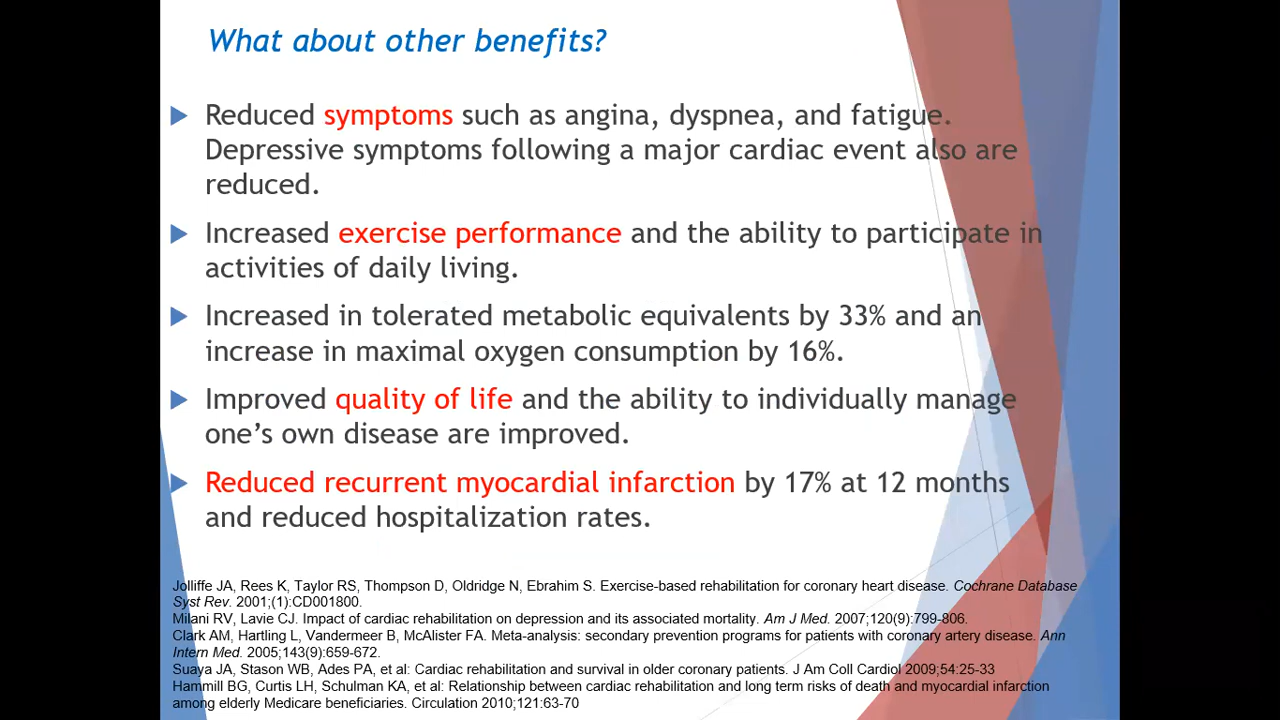 What about other benefits?
Reduced symptoms such as angina, dyspnea, and fatigue.
Depressive symptoms following a major cardiac event also are
reduced.
Increased exercise performance and the ability to participate in
activities of daily living.
Increased in tolerated metabolic equivalents by 33% and an
increase in maximal oxygen consumption by 16%.
Improved quality of life and the ability to individually manage
one’s own disease are improved.
Reduced recurrent myocardial infarction by 17% at 12 months
and reduced hospitalization rates.
Jolliffe JA, Rees K, Taylor RS, Thompson D, Oldridge N, Ebrahim S. Exercise-based rehabilitation for coronary heart disease. Cochrane Database
Syst Rev. 2001;(1):CD001800.
Milani RV, Lavie CJ. Impact of cardiac rehabilitation on depression and its associated mortality. Am J Med. 2007;120(9):799-806.
Clark AM, Hartling L, Vandermeer B, McAlister FA. Meta-analysis: secondary prevention programs for patients with coronary artery disease. Ann
Intern Med. 2005;143(9):659-672.
Suaya JA, Stason WB, Ades PA, et al: Cardiac rehabilitation and survival in older coronary patients. J Am Coll Cardiol 2009;54:25-33
Hammill BG, Curtis LH, Schulman KA, et al: Relationship between cardiac rehabilitation and long term risks of death and myocardial infarction
among elderly Medicare beneficiaries. Circulation 2010;121:63-70